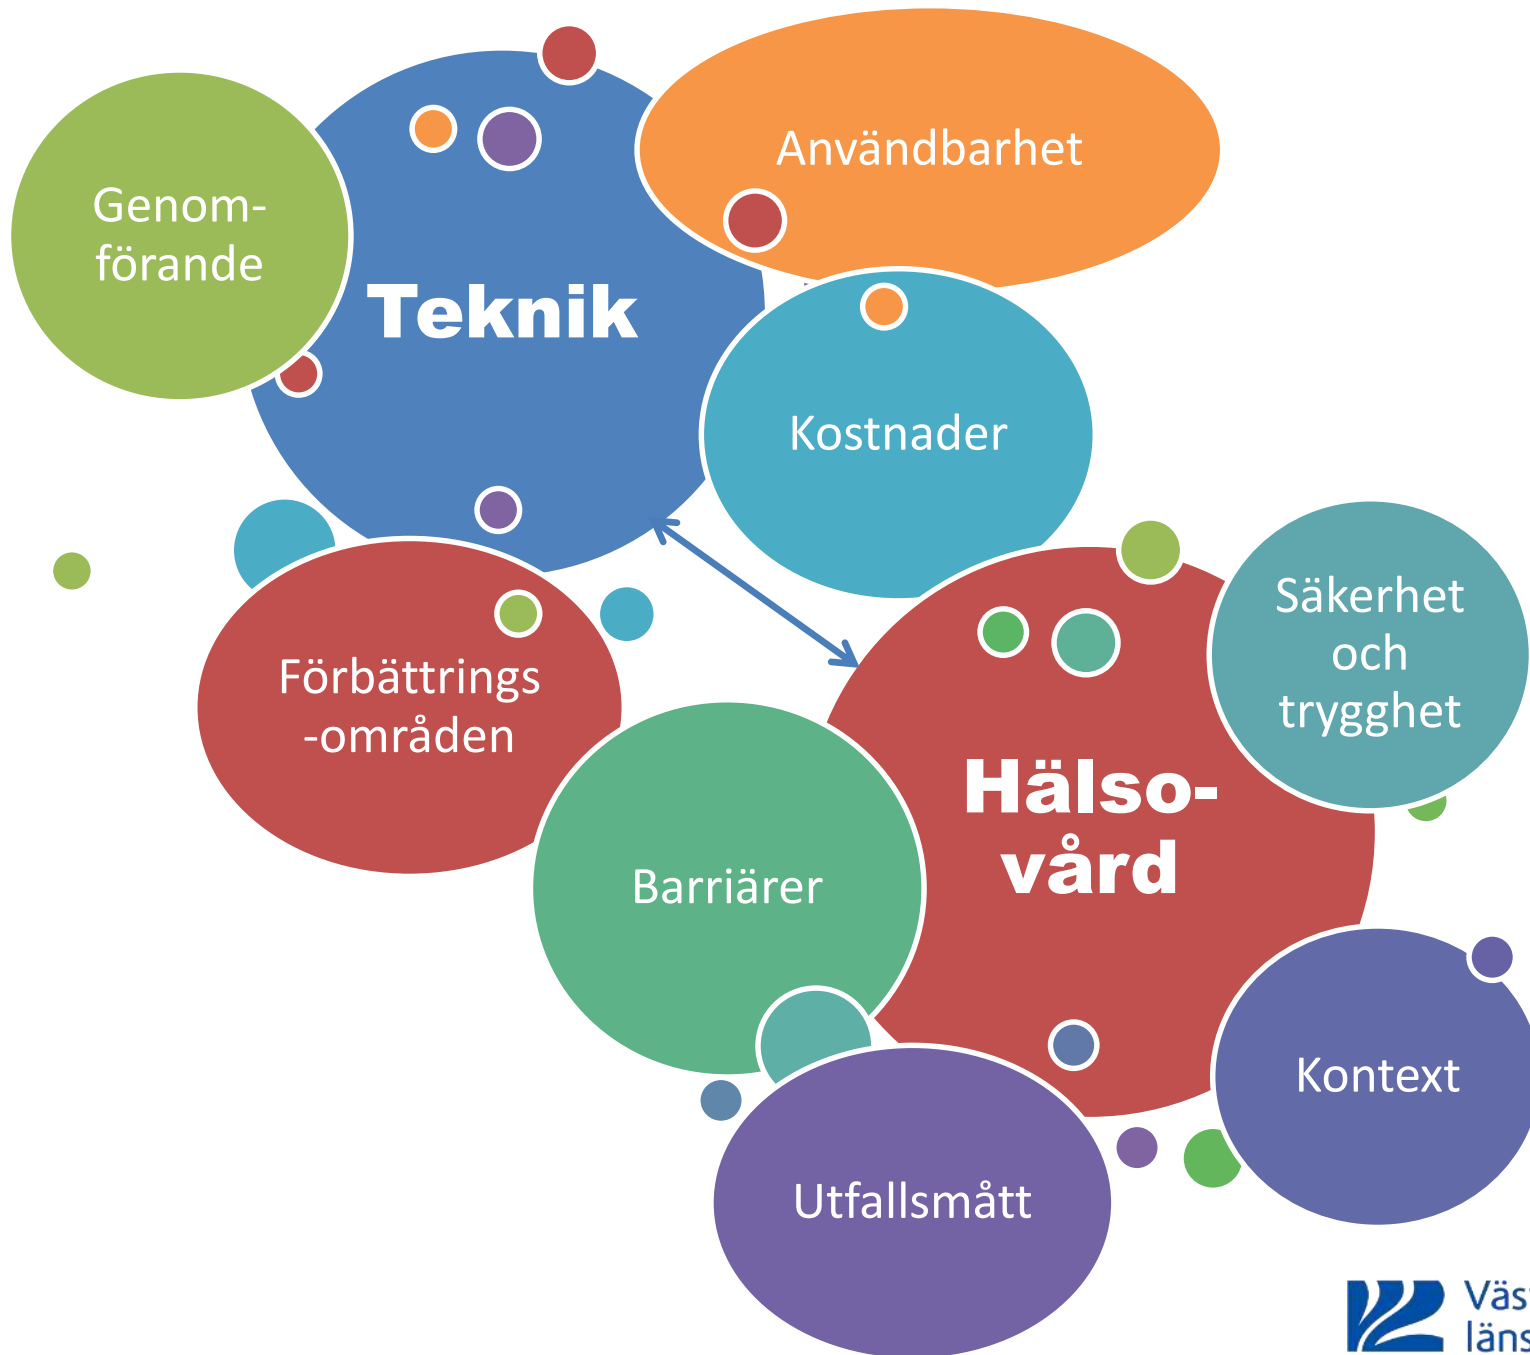 Användbarhet
Genom-
förande
Teknik
Kostnader
Säkerhet
och
trygghet
Förbättrings
-områden
Hälso-
vård
Barriärer
Kontext
Utfallsmått